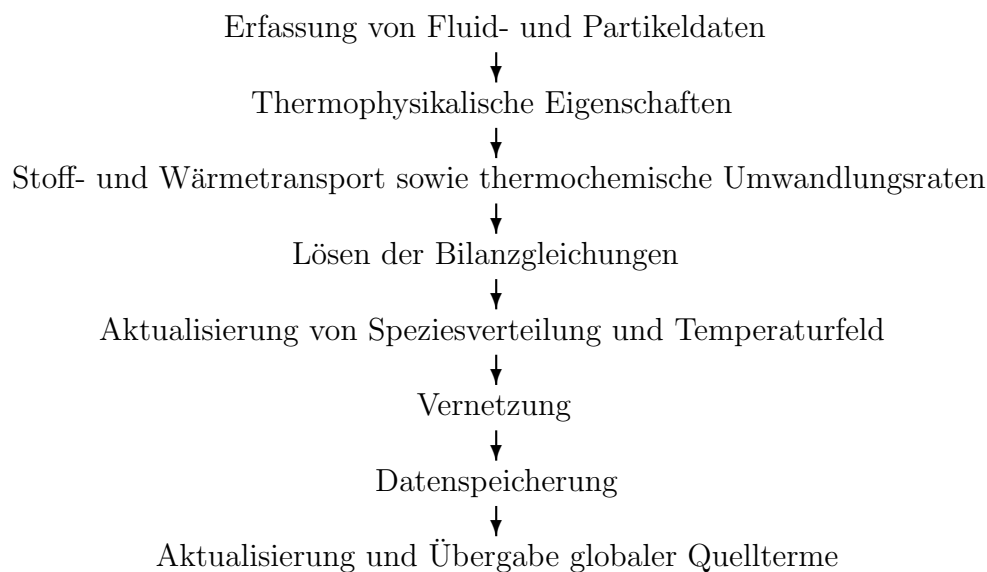 Erfassung von Fluid- und Partikeldaten
Thermophysikalische Eigenschaften
Stoff- und Wärmetransport sowie thermochemische Umwandlungsraten
Lösen der Bilanzgleichungen
Aktualisierung von Speziesverteilung und Temperaturfeld
Vernetzung
Datenspeicherung
Aktualisierung und Übergabe globaler Quellterme